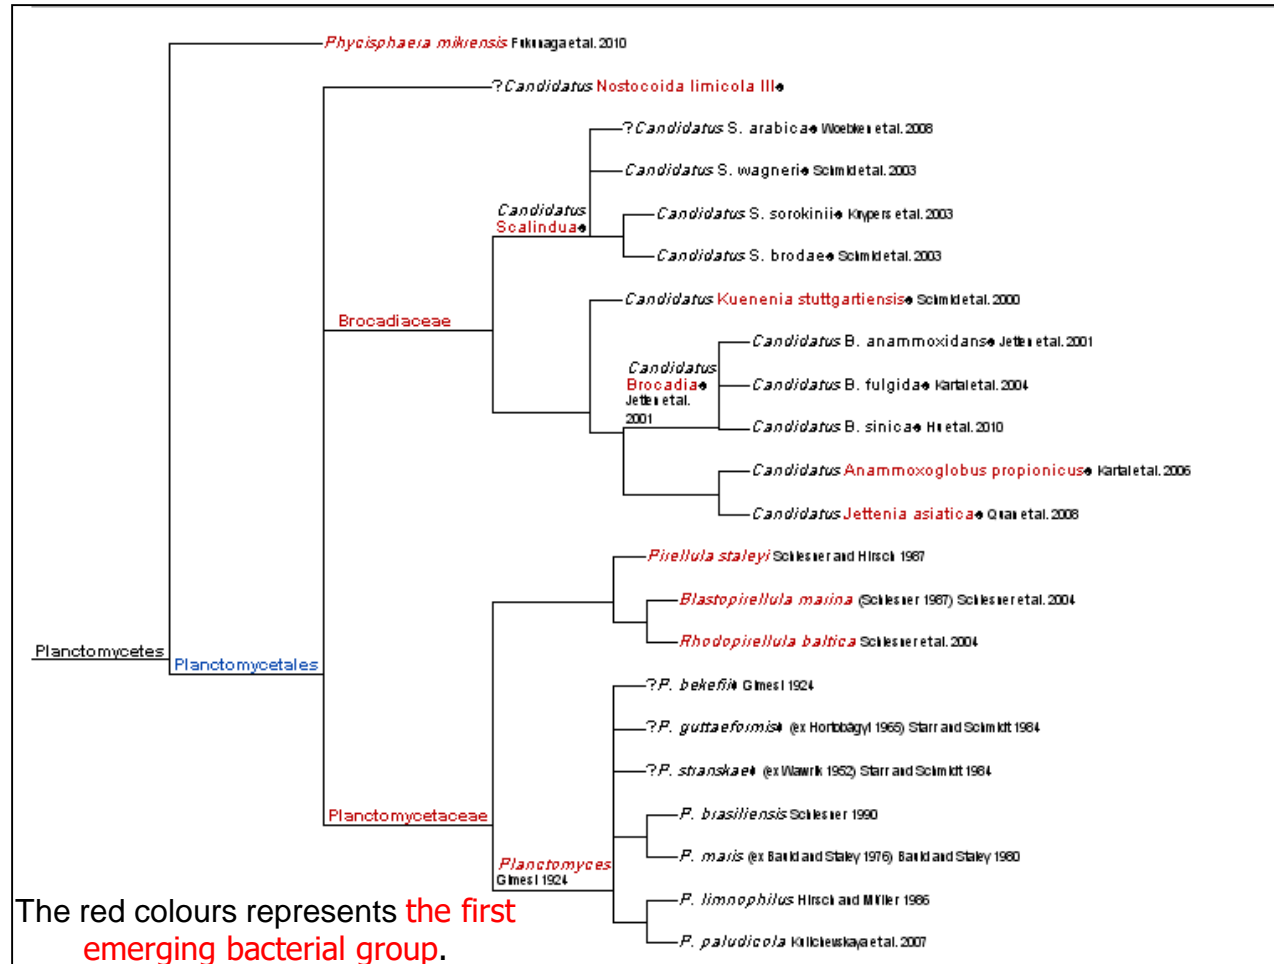 Phycisphaera mikrensis Fukunaga et al. 2010
?Candidatus Nostocoida limicola III♠
?Candidatus S. arabica♠ Woebken et al. 2008
Candidatus S. wagneri♠ Schmid et al. 2003
Candidatus
Scalindua♠
Candidatus S. sorokinii♠ Kuypers et al. 2003
Candidatus S. brodae♠ Schmid et al. 2003
Candidatus Kuenenia stuttgartiensis♠ Schmid et al. 2000
Brocadiaceae
Candidatus B. anammoxidans♠ Jetten et al. 2001
Candidatus
Brocadia♠
Jetten et al.
2001
Candidatus B. fulgida♠ Kartal et al. 2004
Candidatus B. sinica♠ Hu et al. 2010
Candidatus Anammoxoglobus propionicus♠ Kartal et al. 2006
Candidatus Jettenia asiatica♠ Quan et al. 2008
Pirellula staleyi Schlesner and Hirsch 1987
Blastopirellula marina (Schlesner 1987) Schlesner et al. 2004
Rhodopirellula baltica Schlesner et al. 2004
Planctomycetes
Planctomycetales
?P. bekefii♦ Gimesi 1924
?P. guttaeformis♦ (ex Hortobágyi 1965) Starr and Schmidt 1984
?P. stranskae♦ (ex Wawrik 1952) Starr and Schmidt 1984
Planctomycetaceae
P. brasiliensis Schlesner 1990
P. maris (ex Bauld and Staley 1976) Bauld and Staley 1980
Planctomyces
Gimesi 1924
P. limnophilus Hirsch and Müller 1986
P. paludicola Kulichevskaya et al. 2007
The red colours represents the first
emerging bacterial group.